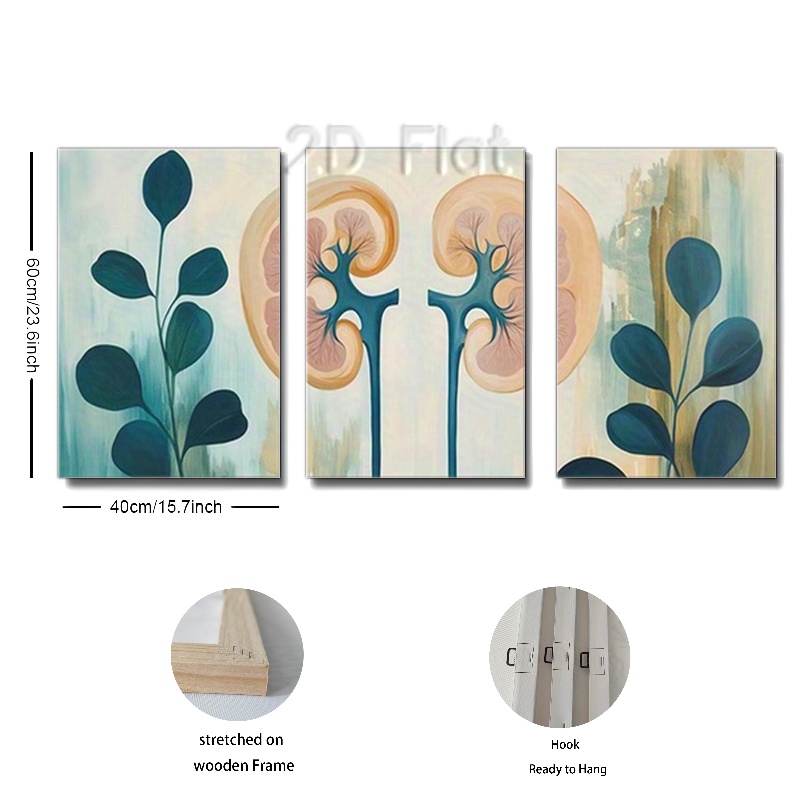 2D Flat
60cm/23.6inch
40cm/15.7inch
stretched on
wooden Frame
Hook
Ready to Hang